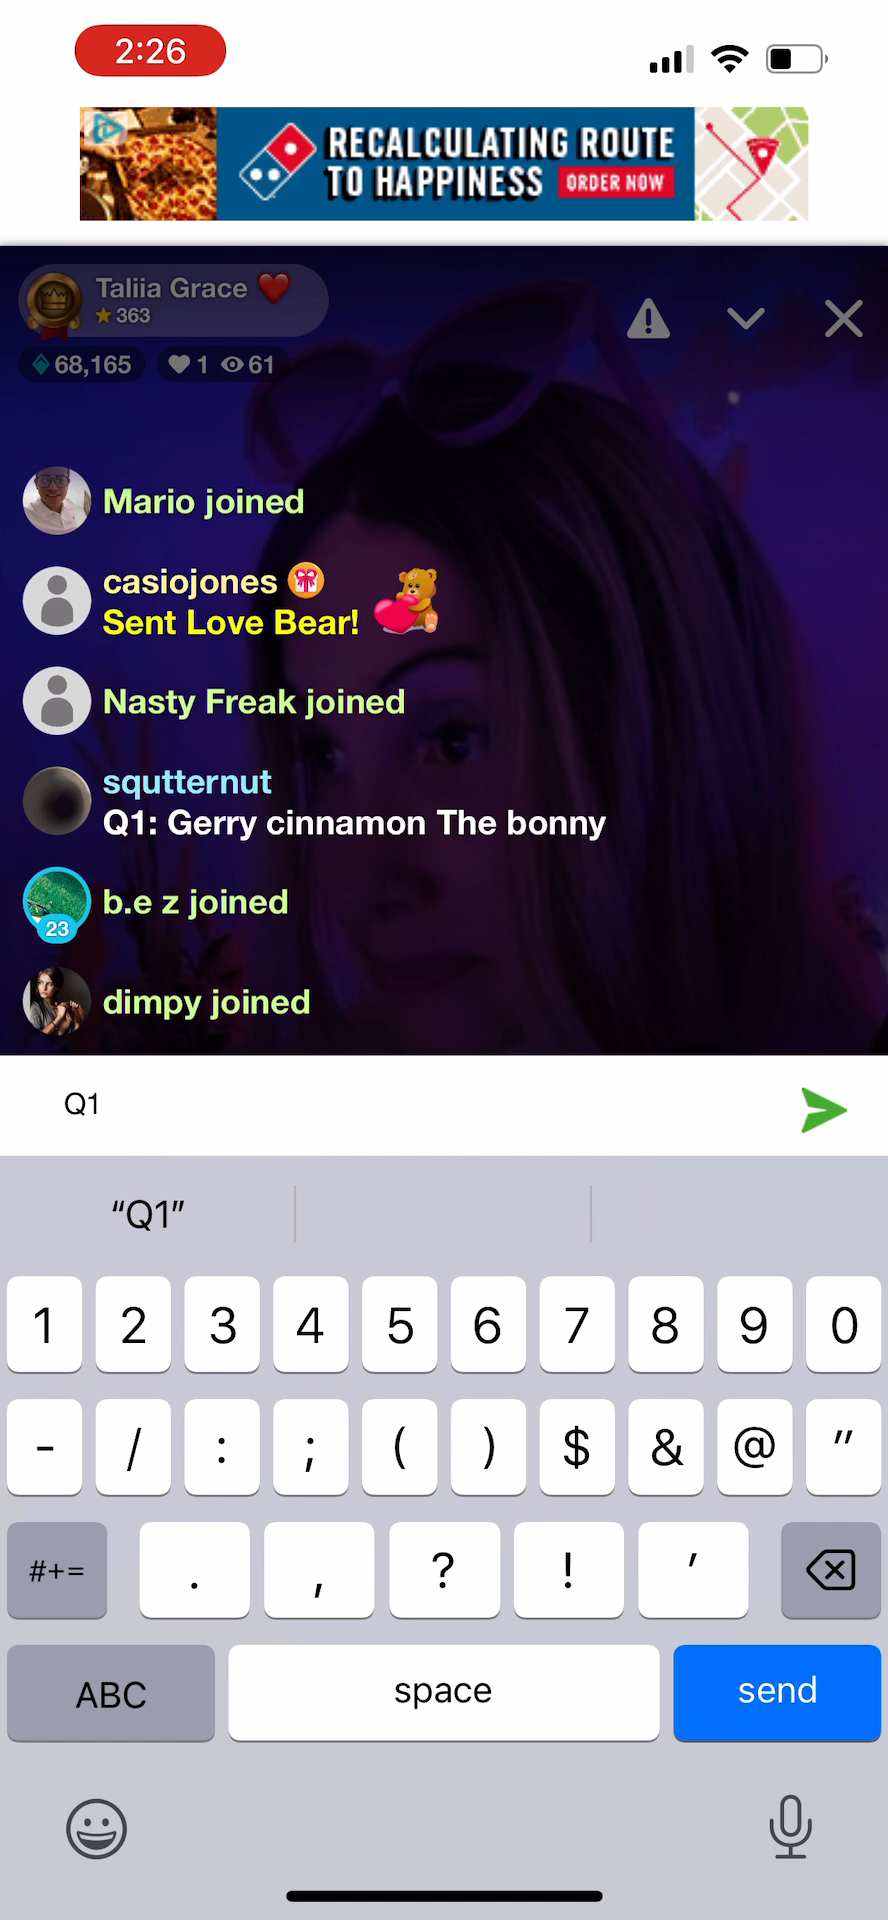 2:26
RECALCULATING ROUTE
TO HAPPINESS ORDER NOW
Taliia Grace ❤️
363
68,165 1 61
Mario joined
casiojones
Sent Love Bear!
Nasty Freak joined
squtternut
Q1: Gerry cinnamon The bonny
b.e z joined
23
dimpy joined
Q1
“Q1”
1 2 3 4 5 6 7 8 9 0
- / : ; ( ) $ & @ "
#+= . , ? ! '
ABC space send